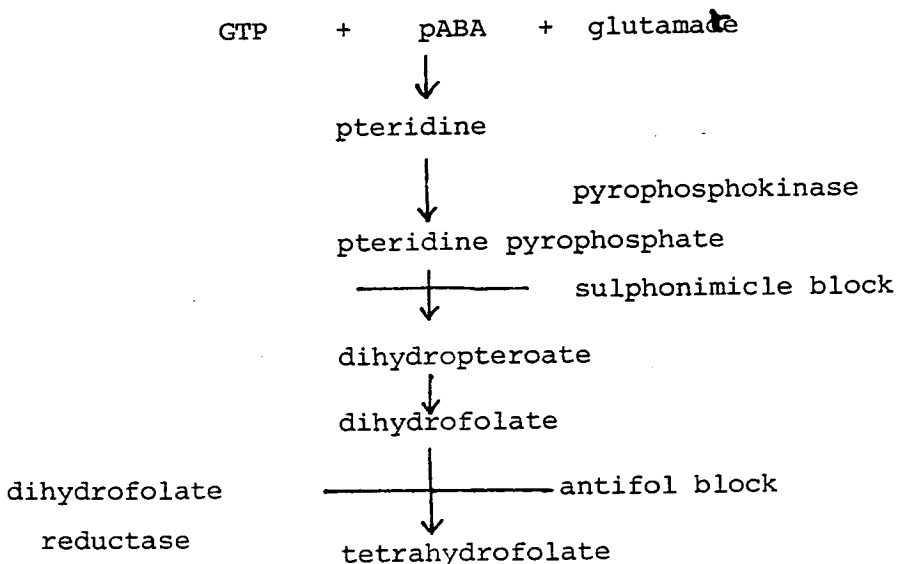 GTP + pABA + glutamate
pteridine
pyrophosphokinase
pteridine pyrophosphate
sulphonimicle block
dihydropteroate
dihydrofolate
dihydrofolate antifol block
reductase
tetrahydrofolate